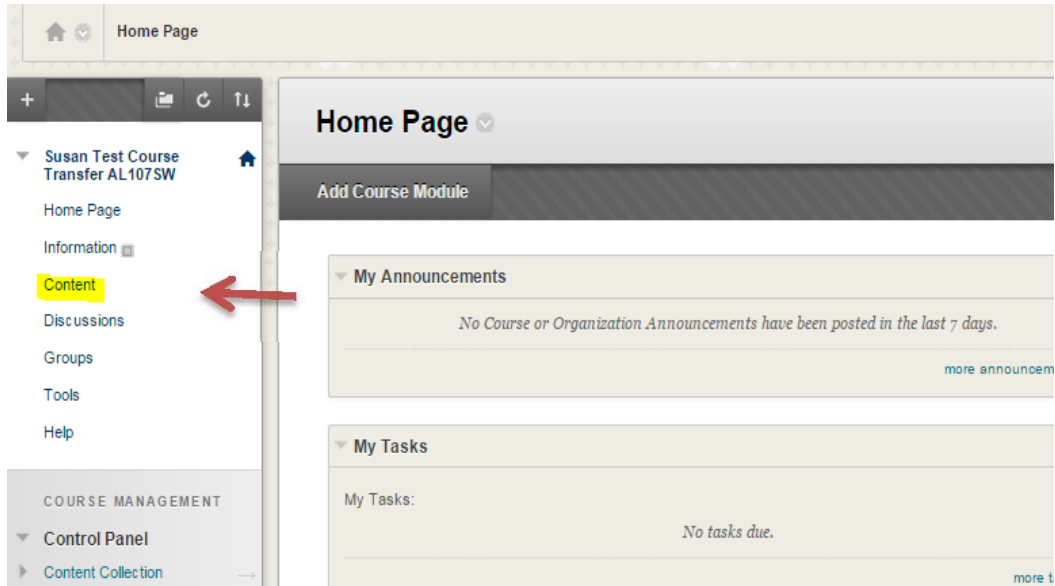 Home Page
Susan Test Course
Transfer AL107SW
Home Page
Information
Content
Discussions
Groups
Tools
Help
COURSE MANAGEMENT
Control Panel
Content Collection
Home Page
Add Course Module
My Announcements
No Course or Organization Announcements have been posted in the last 7 days.
more announcem
My Tasks
My Tasks:
No tasks due.
more t